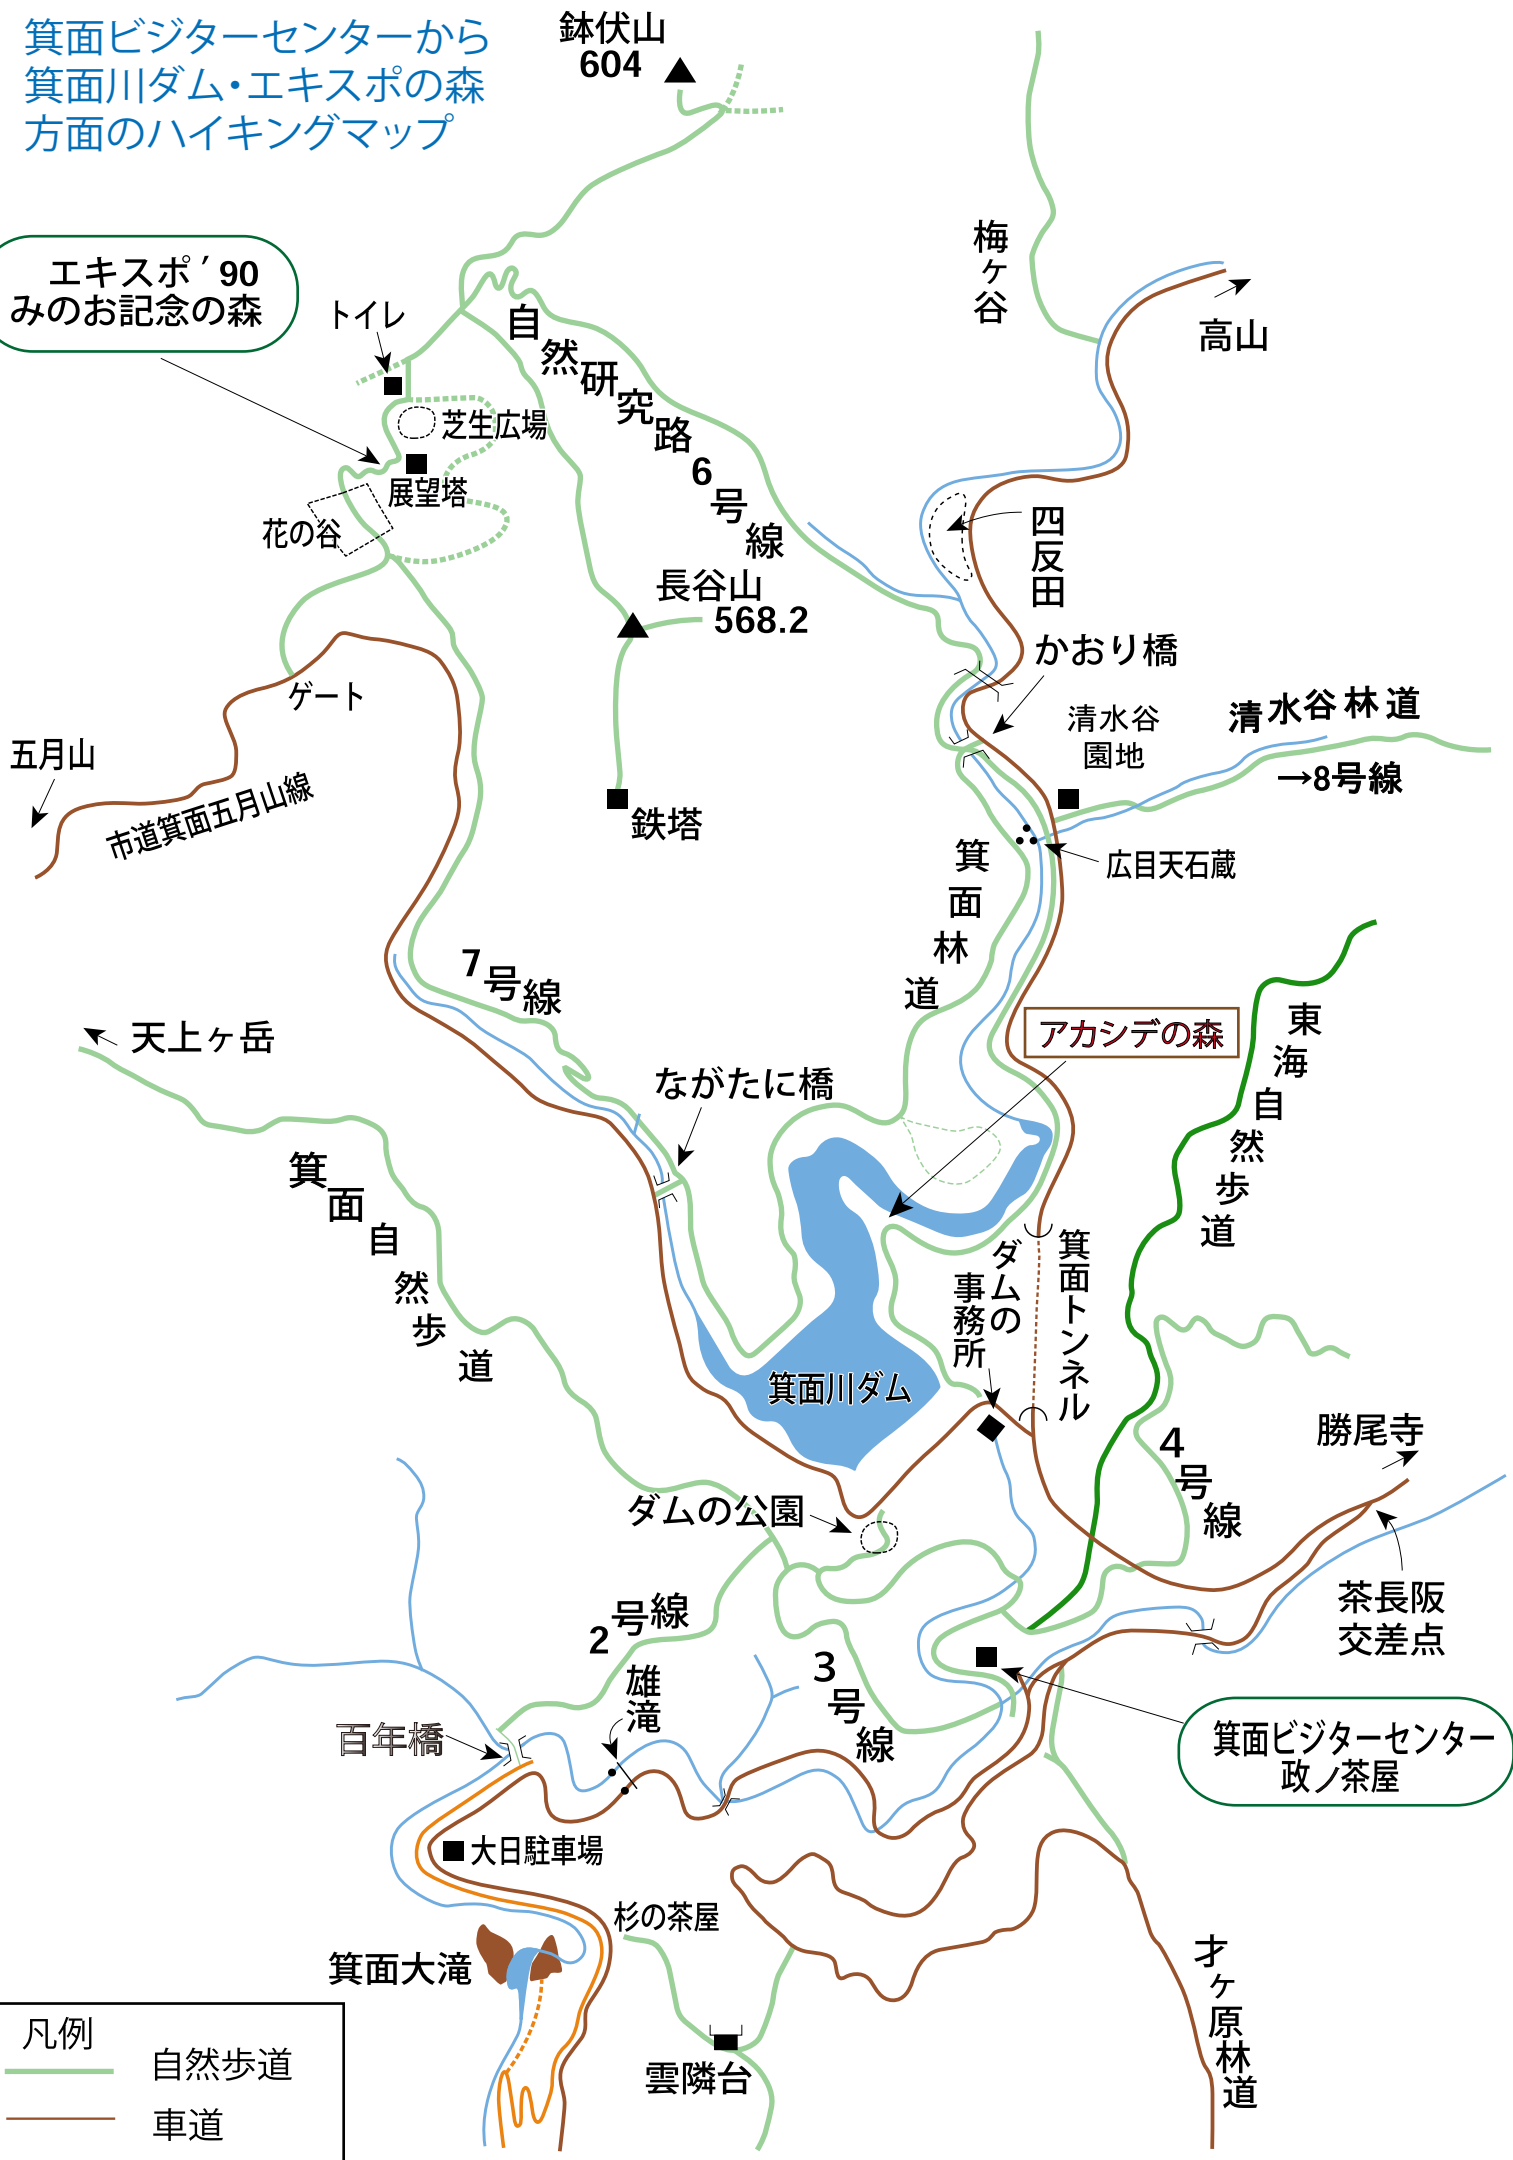 箕面ビジターセンターから
箕面川ダム・エキスポの森
方面のハイキングマップ
鉢伏山
604
梅ヶ谷
エキスポ´90
みのお記念の森
トイレ
高山
自然研究路6号線
芝生広場
展望塔
花の谷
四反田
長谷山
568.2
かおり橋
ゲート
清水谷
園地
清水谷林道
→8号線
五月山
市道箕面五月山線
鉄塔
広目天石蔵
箕面林道
7号線
天上ヶ岳
アカシデの森
東海自然歩道
ながたに橋
箕面自然歩道
ダムの
事務所
箕面トンネル
箕面川ダム
4号線
勝尾寺
ダムの公園
茶長阪
交差点
2号線
雄滝
3号線
百年橋
箕面ビジターセンター
政ノ茶屋
大日駐車場
杉の茶屋
箕面大滝
才ヶ原林道
凡例
自然歩道
車道
雲隣台